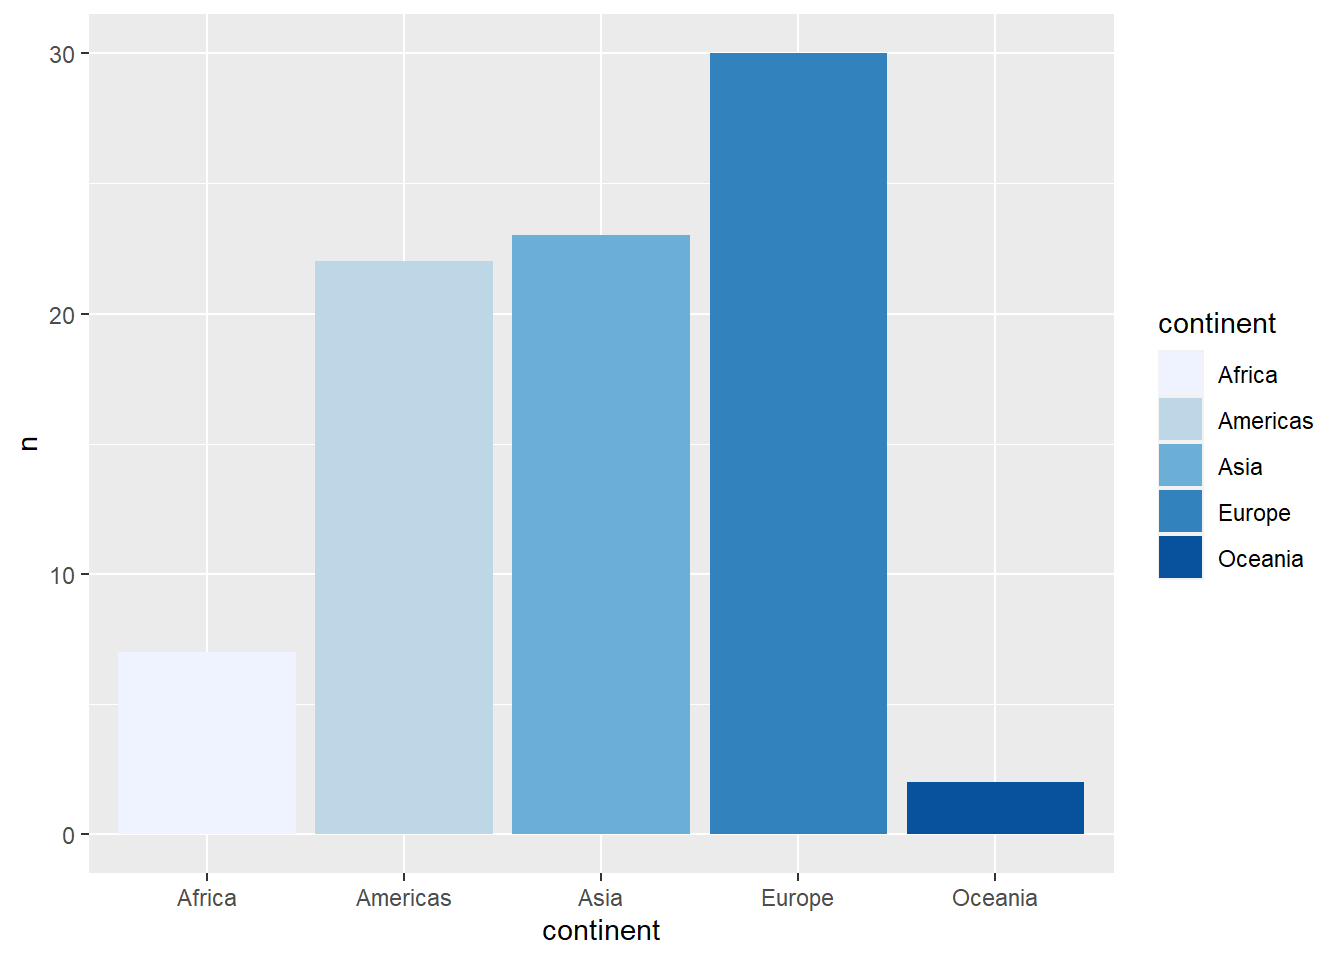 30
20
10
0
n
Africa
Americas
Asia
Europe
Oceania
continent
continent
Africa
Americas
Asia
Europe
Oceania